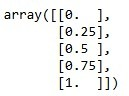 array([[0.  ],
       [0.25],
       [0.5 ],
       [0.75],
       [1.  ]])